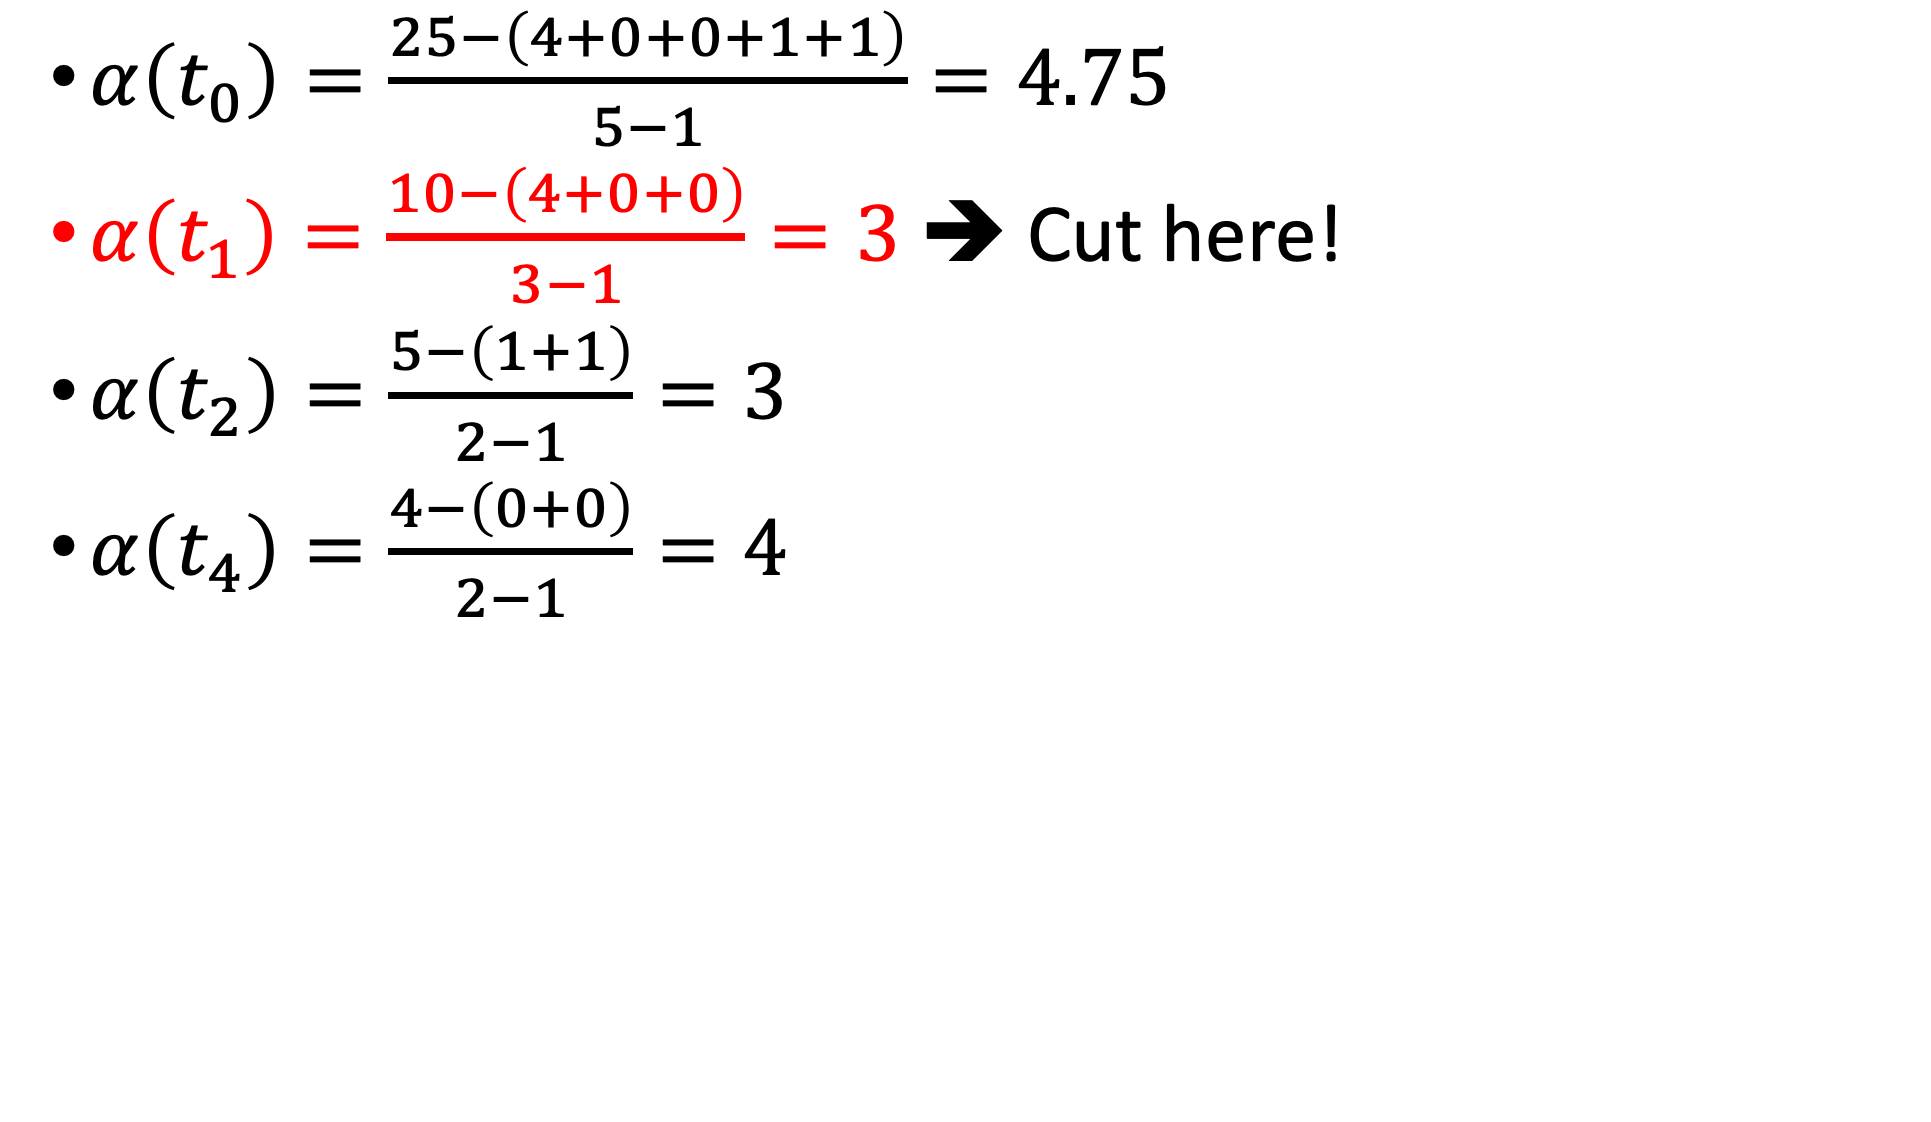 • α(t₀) = 25−(4+0+0+1+1) / 5−1 = 4.75
• α(t₁) = 10−(4+0+0) / 3−1 = 3 ➔ Cut here!
• α(t₂) = 5−(1+1) / 2−1 = 3
• α(t₄) = 4−(0+0) / 2−1 = 4